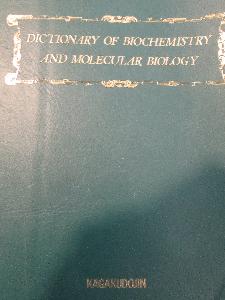 DICTIONARY OF BIOCHEMISTRY
AND MOLECULAR BIOLOGY
KAGAKUDOJIN